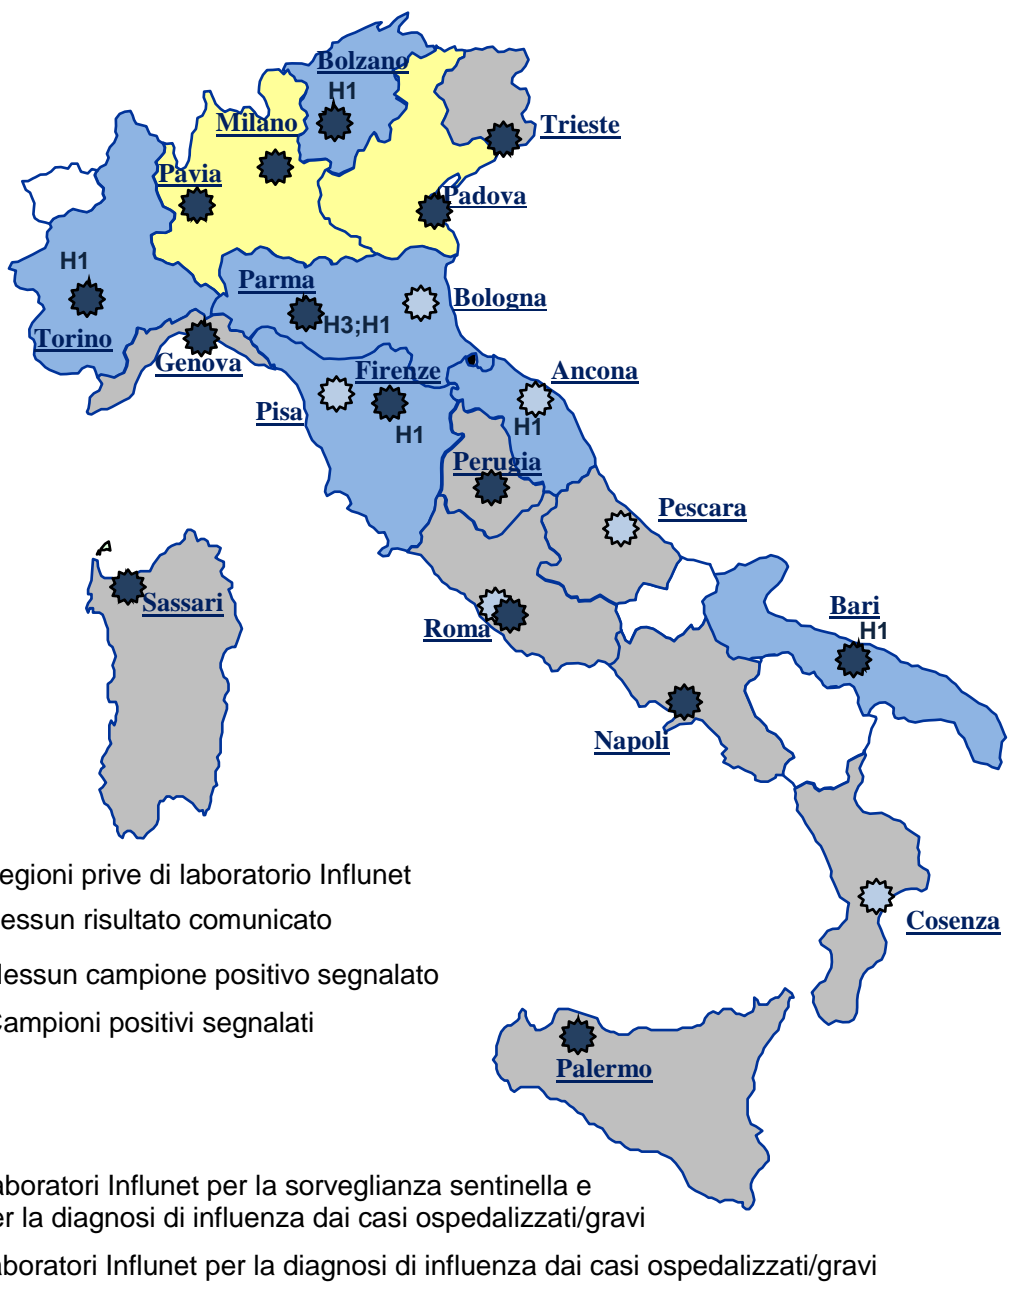 Bolzano
H1
Milano
Trieste
Pavia
Padova
H1
Parma
Bologna
H3;H1
Torino
Genova
Firenze
Ancona
Pisa
H1
H1
Perugia
Pescara
Sassari
Bari
Roma
H1
Napoli
egioni prive di laboratorio Influnet
essun risultato comunicato
essun campione positivo segnalato
Campioni positivi segnalati
Cosenza
Palermo
aboratori Influnet per la sorveglianza sentinella e
er la diagnosi di influenza dai casi ospedalizzati/gravi
aboratori Influnet per la diagnosi di influenza dai casi ospedalizzati/gravi